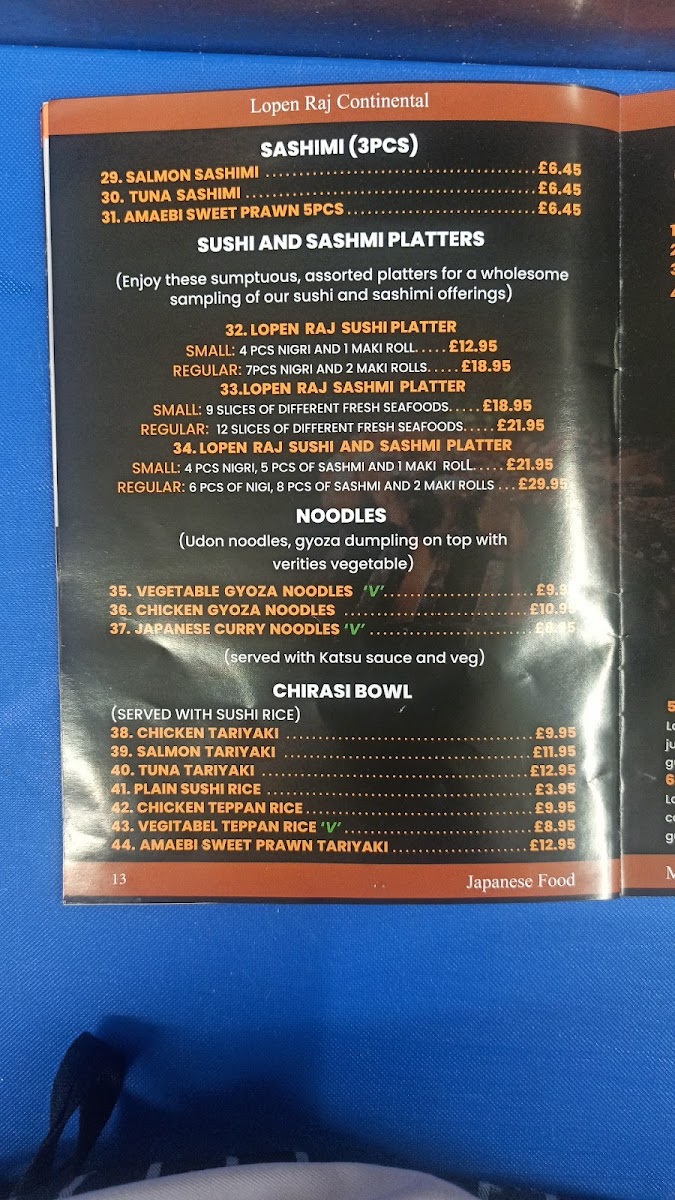 Lopen Raj Continental
SASHIMI (3PCS)
29. SALMON SASHIMI ........................................ £6.45
30. TUNA SASHIMI ........................................ £6.45
31. AMAEBI SWEET PRAWN 5PCS ........................... £6.45
SUSHI AND SASHMI PLATTERS
(Enjoy these sumptuous, assorted platters for a wholesome
sampling of our sushi and sashimi offerings)
32. LOPEN RAJ SUSHI PLATTER
SMALL: 4 PCS NIGRI AND 1 MAKI ROLL..... £12.95
REGULAR: 7PCS NIGRI AND 2 MAKI ROLLS..... £18.95
33.LOPEN RAJ SASHMI PLATTER
SMALL: 9 SLICES OF DIFFERENT FRESH SEAFOODS..... £18.95
REGULAR: 12 SLICES OF DIFFERENT FRESH SEAFOODS..... £21.95
34. LOPEN RAJ SUSHI AND SASHMI PLATTER
SMALL: 4 PCS NIGRI, 5 PCS OF SASHMI AND 1 MAKI ROLL..... £21.95
REGULAR: 6 PCS OF NIGI, 8 PCS OF SASHMI AND 2 MAKI ROLLS ... £29.95
NOODLES
(Udon noodles, gyoza dumpling on top with
verities vegetable)
35. VEGETABLE GYOZA NOODLES 'V' ........................ £9.95
36. CHICKEN GYOZA NOODLES .............................. £10.95
37. JAPANESE CURRY NOODLES 'V' ..........................
(served with Katsu sauce and veg)
CHIRASI BOWL
(SERVED WITH SUSHI RICE)
38. CHICKEN TARIYAKI ........................................ £9.95
39. SALMON TARIYAKI ........................................ £11.95
40. TUNA TARIYAKI ........................................ £12.95
41. PLAIN SUSHI RICE ........................................ £3.95
42. CHICKEN TEPPAN RICE .................................... £9.95
43. VEGITABEL TEPPAN RICE 'V' ............................... £8.95
44. AMAEBI SWEET PRAWN TARIYAKI ..................... £12.95
13
Japanese Food